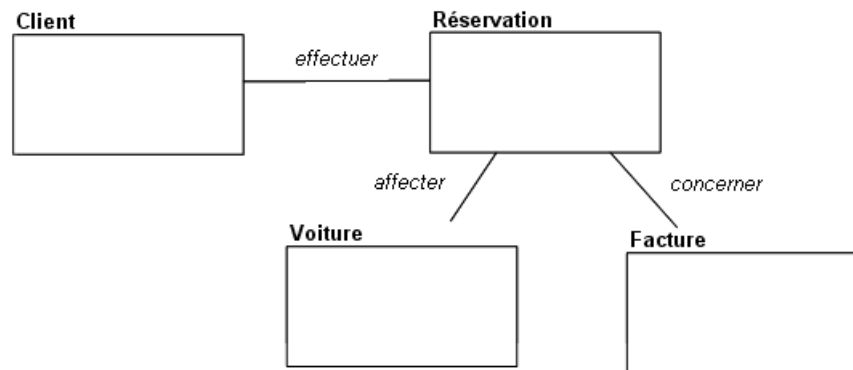 Client
Réservation
effectuer
affecter
concerner
Voiture
Facture